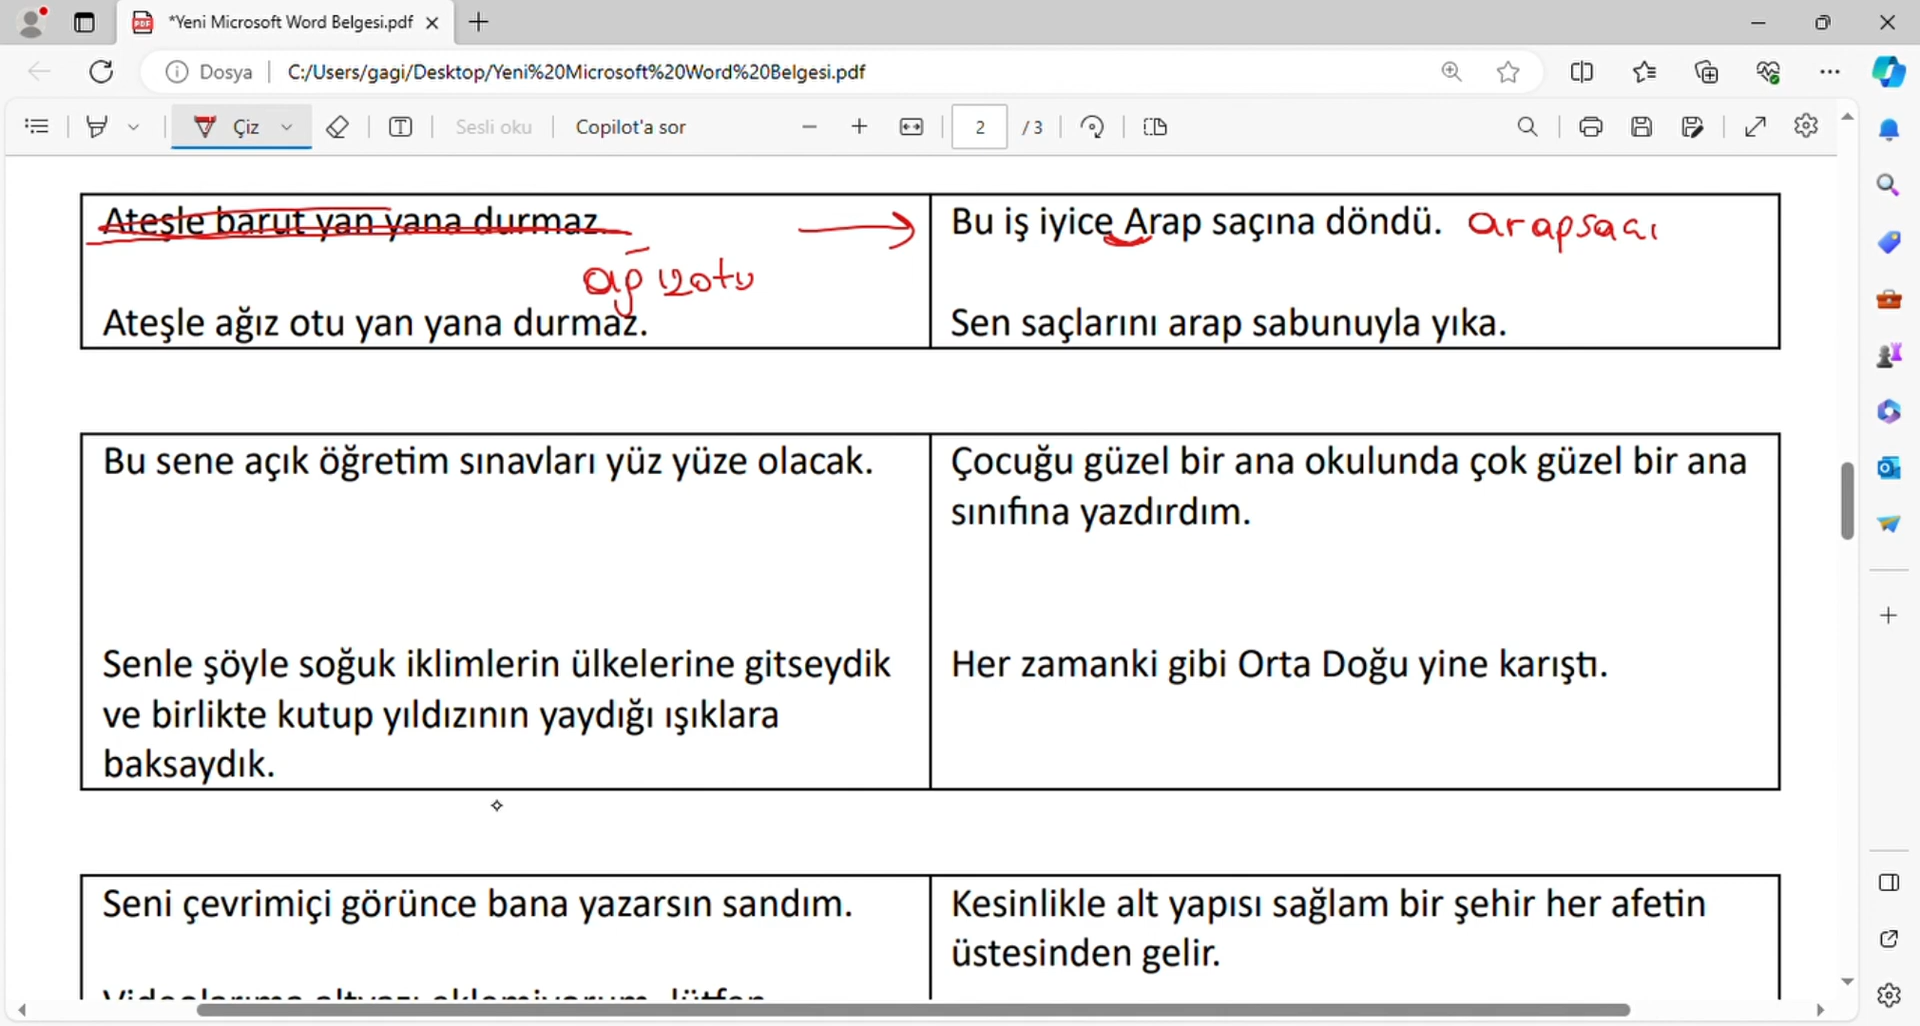 *Yeni Microsoft Word Belgesi.pdf
Dosya C:/Users/gagi/Desktop/Yeni%20Microsoft%20Word%20Belgesi.pdf
Çiz Sesli oku Copilot'a sor 2 /3
Ateşle barut yan yana durmaz.
ağızotu
Ateşle ağız otu yan yana durmaz.
Bu iş iyice Arap saçına döndü. arapsaçı
Sen saçlarını arap sabunuyla yıka.
Bu sene açık öğretim sınavları yüz yüze olacak.
Çocuğu güzel bir ana okulunda çok güzel bir ana
sınıfına yazdırdım.
Senle şöyle soğuk iklimlerin ülkelerine gitseydik
ve birlikte kutup yıldızının yaydığı ışıklara
baksaydık.
Her zamanki gibi Orta Doğu yine karıştı.
Seni çevrimiçi görünce bana yazarsın sandım.
Kesinlikle alt yapısı sağlam bir şehir her afetin
üstesinden gelir.